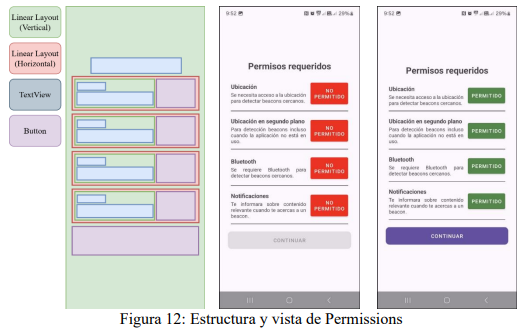 Linear Layout
(Vertical)
Linear Layout
(Horizontal)
TextView
Button
9:52
29%
Permisos requeridos
Ubicación
Se necesita acceso a la ubicación
para detectar beacons cercanos.
NO
PERMITIDO
Ubicación en segundo plano
Para detección beacons incluso
cuando la aplicación no está en
uso.
NO
PERMITIDO
Bluetooth
Se requiere Bluetooth para
detectar beacons cercanos.
NO
PERMITIDO
Notificaciones
Te informara sobre contenido
relevante cuando te acercas a un
beacon.
NO
PERMITIDO
CONTINUAR
9:52
29%
Permisos requeridos
Ubicación
Se necesita acceso a la ubicación
para detectar beacons cercanos.
PERMITIDO
Ubicación en segundo plano
Para detección beacons incluso
cuando la aplicación no está en
uso.
PERMITIDO
Bluetooth
Se requiere Bluetooth para
detectar beacons cercanos.
PERMITIDO
Notificaciones
Te informara sobre contenido
relevante cuando te acercas a un
beacon.
PERMITIDO
CONTINUAR
Figura 12: Estructura y vista de Permissions